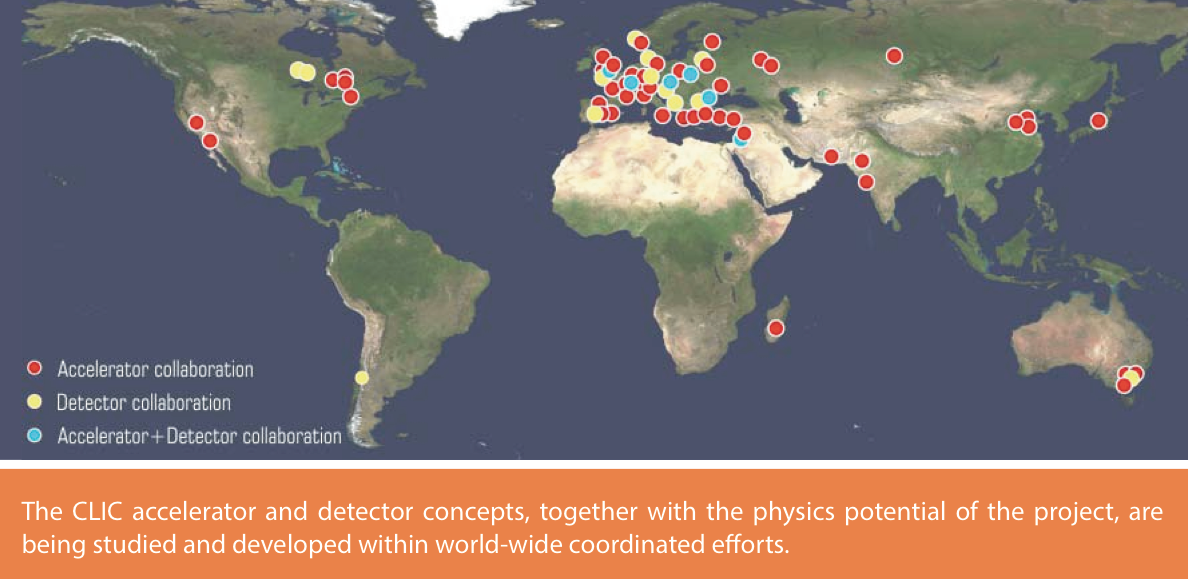 Accelerator collaboration
Detector collaboration
Accelerator+Detector collaboration
The CLIC accelerator and detector concepts, together with the physics potential of the project, are
being studied and developed within world-wide coordinated efforts.